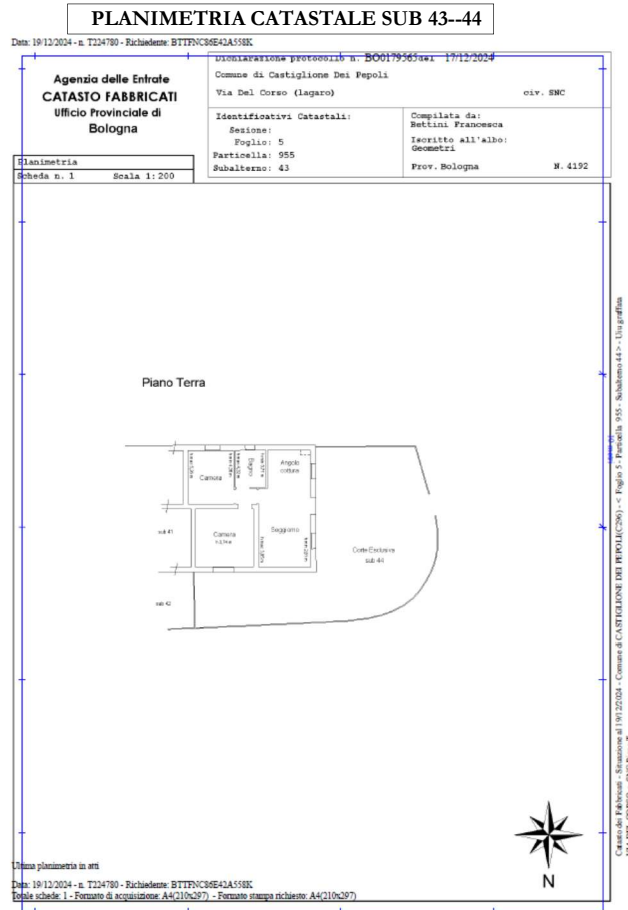 PLANIMETRIA CATASTALE SUB 43--44
Data: 19/12/2024 - n. T224780 - Richiedente: BTTFNC86E42A558K
Dichiarazione protocollo n. BO0179565del 17/12/2024
Comune di Castiglione Dei Pepoli
Via Del Corso (lagaro) civ. SNC
Agenzia delle Entrate
CATASTO FABBRICATI
Ufficio Provinciale di
Bologna
Identificativi Catastali:
Sezione:
Foglio: 5
Particella: 955
Subalterno: 43
Compilata da:
Bettini Francesca
Iscritto all'albo:
Geometri
Prov. Bologna N. 4192
Planimetria
Scheda n. 1 Scala 1:200
Piano Terra
Camera
Bagno
Angolo
cottura
sub 41
Camera
Soggiorno
Corte Esclusiva
sub 44
sub 42
N
Catasto dei Fabbricati - Situazione al 19/12/2024 - Comune di CASTIGLIONE DEI PEPOLI(C296) - < Foglio 5 - Particella 955 - Subalterno 44 > - Uiu graffata
Ultima planimetria in atti
Data: 19/12/2024 - n. T224780 - Richiedente: BTTFNC86E42A558K
Totale schede: 1 - Formato di acquisizione: A4(210x297) - Formato stampa richiesto: A4(210x297)